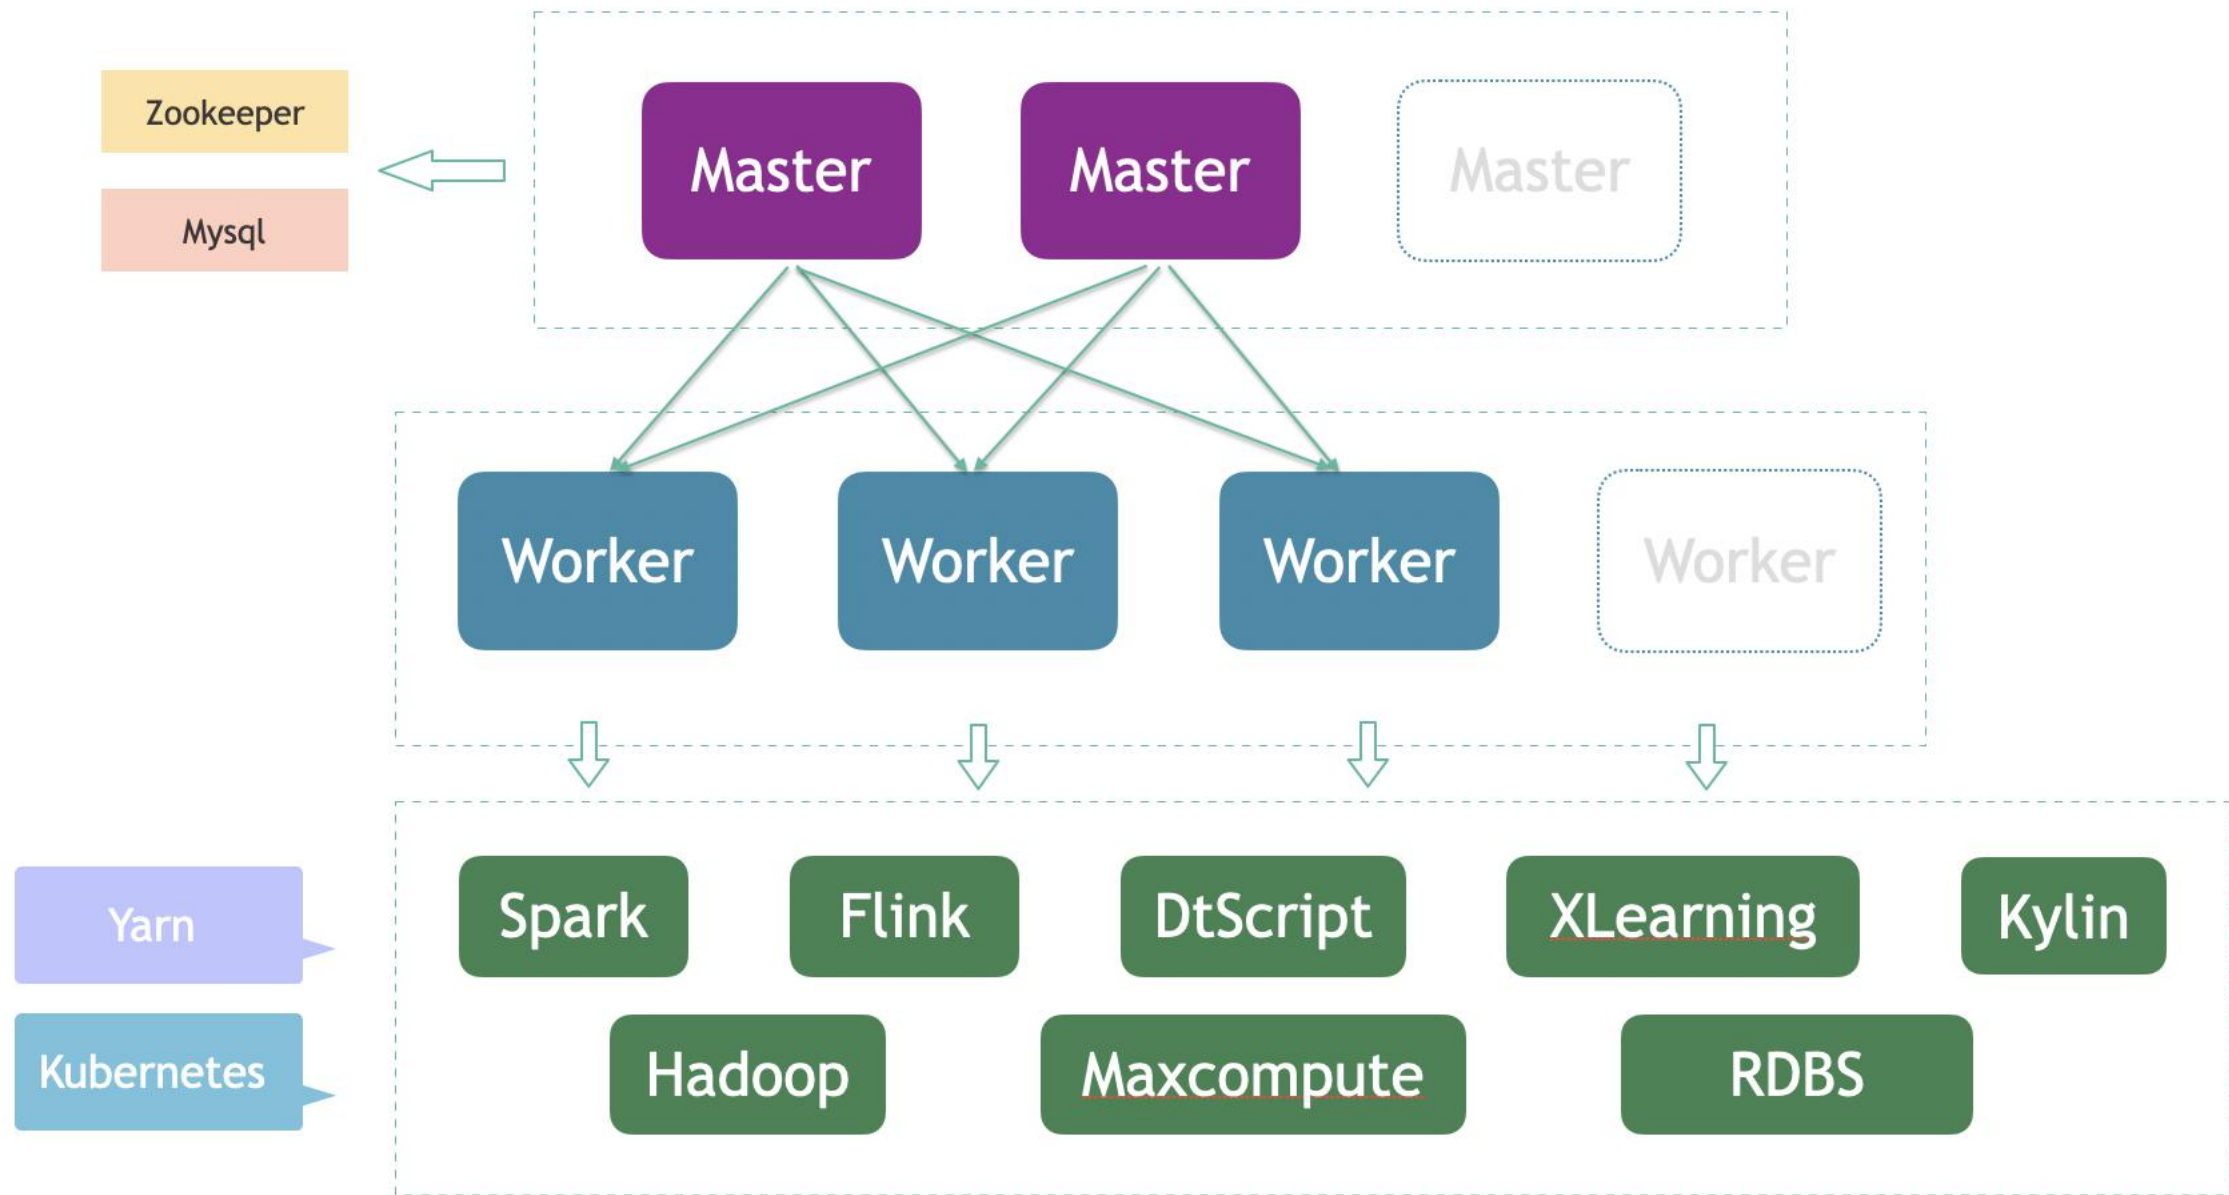 Zookeeper
Mysql
Master
Master
Master
Worker
Worker
Worker
Worker
Yarn
Kubernetes
Spark
Flink
DtScript
XLearning
Kylin
Hadoop
Maxcompute
RDBS